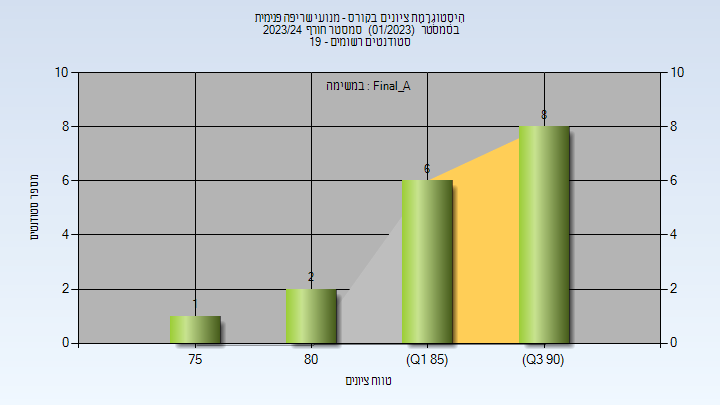 היסטוגרמת ציונים בקורס - מנועי שריפה פנימית
בסמסטר (01/2023) סמסטר חורף 2023/24
סטודנטים רשומים - 19
במשימה : Final_A
10 10
8 8
8
6 6
6
4 4
2 2
2
1
0 0
מספר סטודנטים
75 80 (Q1 85) (Q3 90)
טווח ציונים